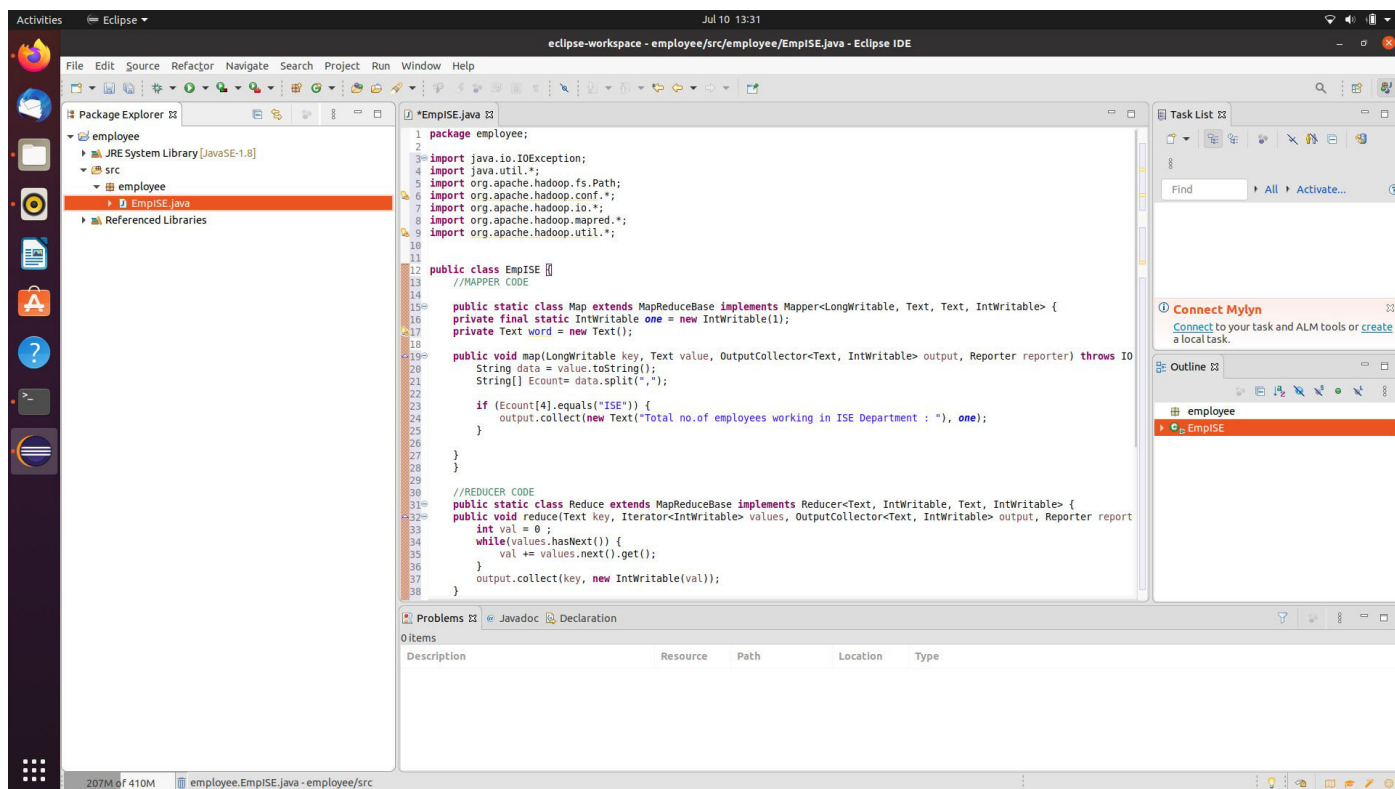 Activities Eclipse Jul 10 13:31
eclipse-workspace - employee/src/employee/EmpISE.java - Eclipse IDE
File Edit Source Refactor Navigate Search Project Run Window Help
Package Explorer
employee
JRE System Library [JavaSE-1.8]
src
employee
EmpISE.java
Referenced Libraries
*EmpISE.java
1 package employee;
2
3 import java.io.IOException;
4 import java.util.*;
5 import org.apache.hadoop.fs.Path;
6 import org.apache.hadoop.conf.*;
7 import org.apache.hadoop.io.*;
8 import org.apache.hadoop.mapred.*;
9 import org.apache.hadoop.util.*;
10
11
12 public class EmpISE {
13 //MAPPER CODE
14
15 public static class Map extends MapReduceBase implements Mapper<LongWritable, Text, Text, IntWritable> {
16 private final static IntWritable one = new IntWritable(1);
17 private Text word = new Text();
18
19 public void map(LongWritable key, Text value, OutputCollector<Text, IntWritable> output, Reporter reporter) throws IO
20 String data = value.toString();
21 String[] Ecount= data.split(",");
22
23 if (Ecount[4].equals("ISE")) {
24 output.collect(new Text("Total no.of employees working in ISE Department : "), one);
25 }
26
27 }
28 }
29
30 //REDUCER CODE
31 public static class Reduce extends MapReduceBase implements Reducer<Text, IntWritable, Text, IntWritable> {
32 public void reduce(Text key, Iterator<IntWritable> values, OutputCollector<Text, IntWritable> output, Reporter report
33 int val = 0 ;
34 while(values.hasNext()) {
35 val += values.next().get();
36 }
37 output.collect(key, new IntWritable(val));
38 }
Task List
Find All Activate...
Connect Mylyn
Connect to your task and ALM tools or create
a local task.
Outline
employee
EmpISE
Problems Javadoc Declaration
0 items
Description Resource Path Location Type
207M of 410M employee.EmpISE.java - employee/src